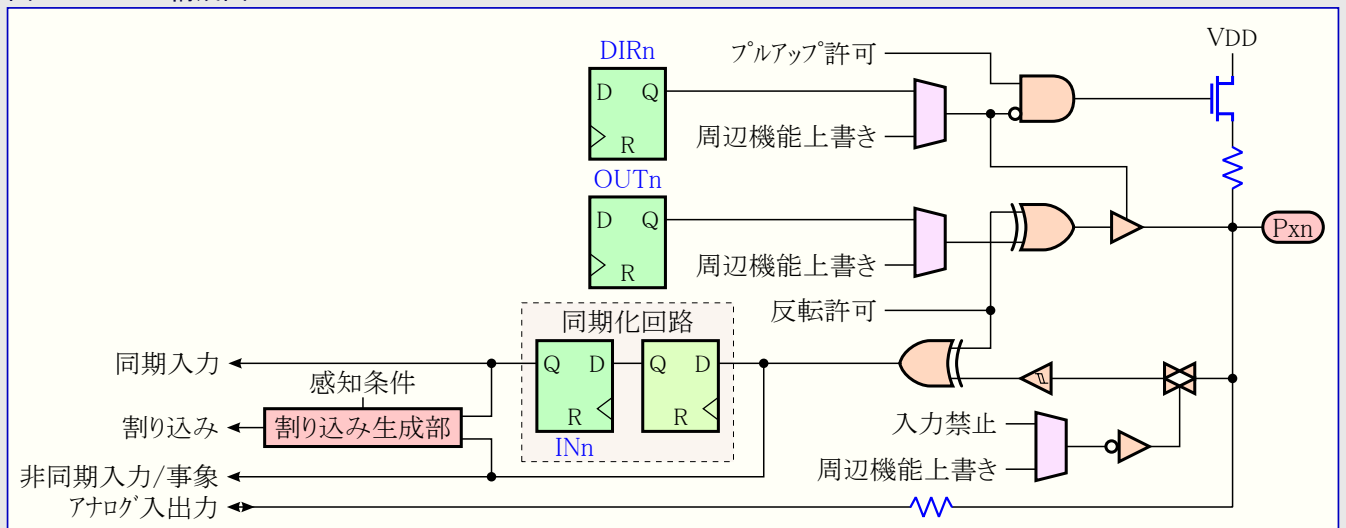 VDD
DIRn
プルアップ許可
D Q
R
周辺機能上書き
OUTn
D Q
R
周辺機能上書き
Pxn
反転許可
同期化回路
同期入力
Q D
R
INn
Q D
R
感知条件
割り込み
割り込み生成部
入力禁止
周辺機能上書き
非同期入力/事象
アナログ入出力